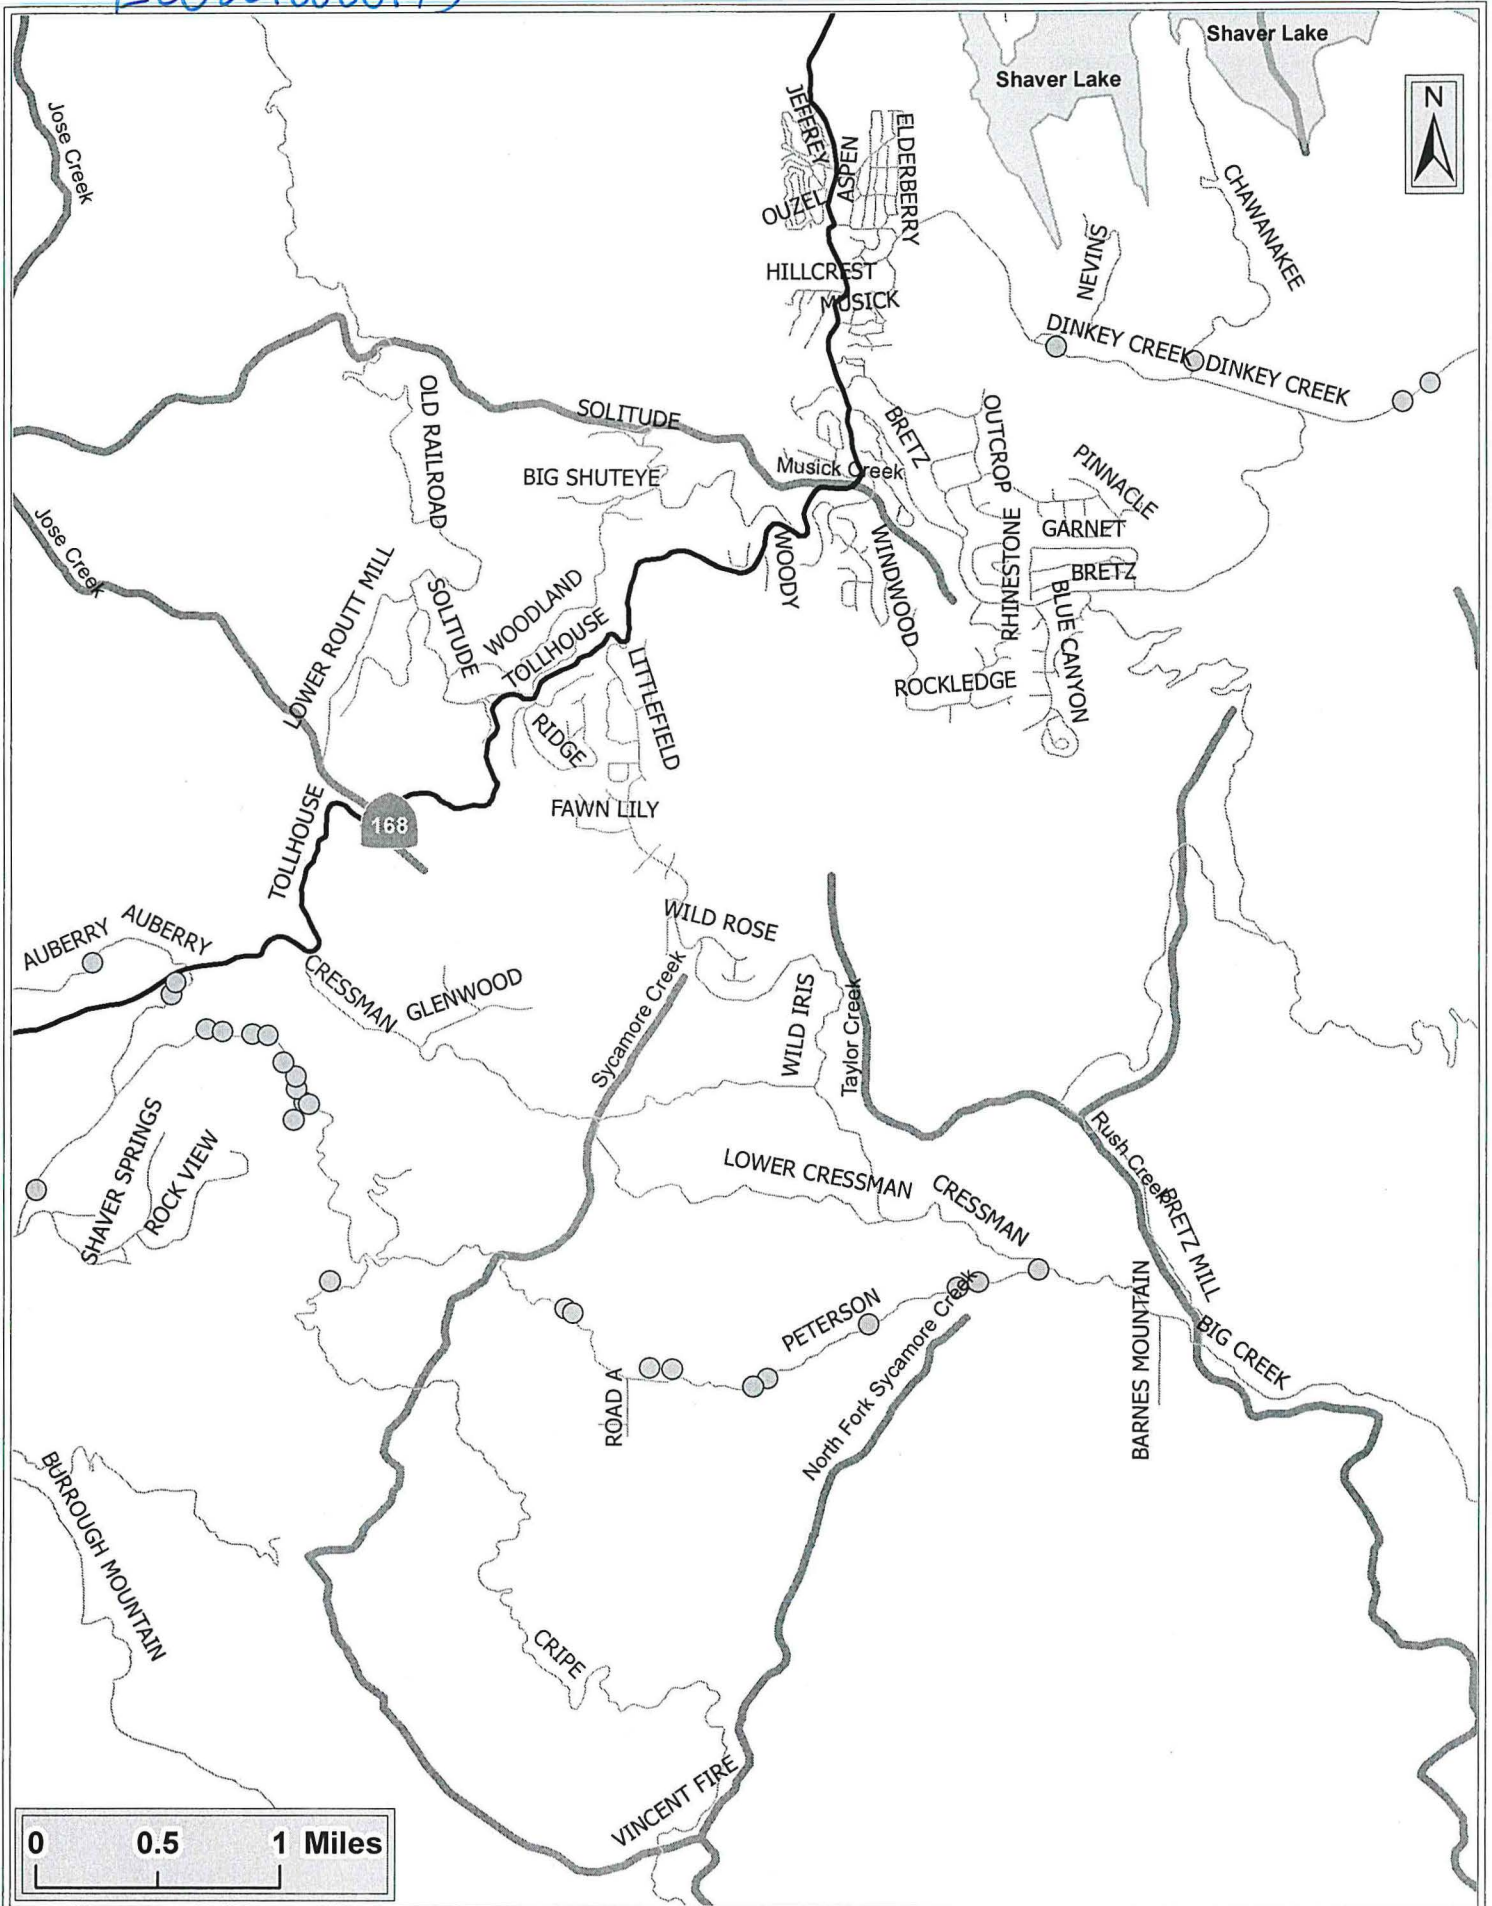 Shaver Lake
Shaver Lake
N
Jose Creek
JEFFREY
ASPEN
ELDERBERRY
OUZEL
CHAWANAKEE
NEVINS
HILLCREST
MUSICK
DINKEY CREEK
DINKEY CREEK
OLD RAILROAD
SOLITUDE
BRETZ
OUTCROP
Musick Creek
BIG SHUTEYE
PINNACLE
GARNET
Jose Creek
WOODY
WINDWOOD
RHINESTONE
BRETZ
BLUE CANYON
LOWER ROUTT MILL
SOLITUDE
WOODLAND
TOLLHOUSE
LITTLEFIELD
ROCKLEDGE
RIDGE
TOLLHOUSE
168
FAWN LILY
AUBERRY
AUBERRY
WILD ROSE
CRESSMAN
GLENWOOD
Sycamore Creek
WILD IRIS
Taylor Creek
SHAVER SPRINGS
ROCK VIEW
LOWER CRESSMAN
CRESSMAN
Rush Creek
BRETZ MILL
PETERSON
BARNES MOUNTAIN
BIG CREEK
ROAD A
North Fork Sycamore Creek
BURROUGH MOUNTAIN
CRIPE
VINCENT FIRE
0 0.5 1 Miles